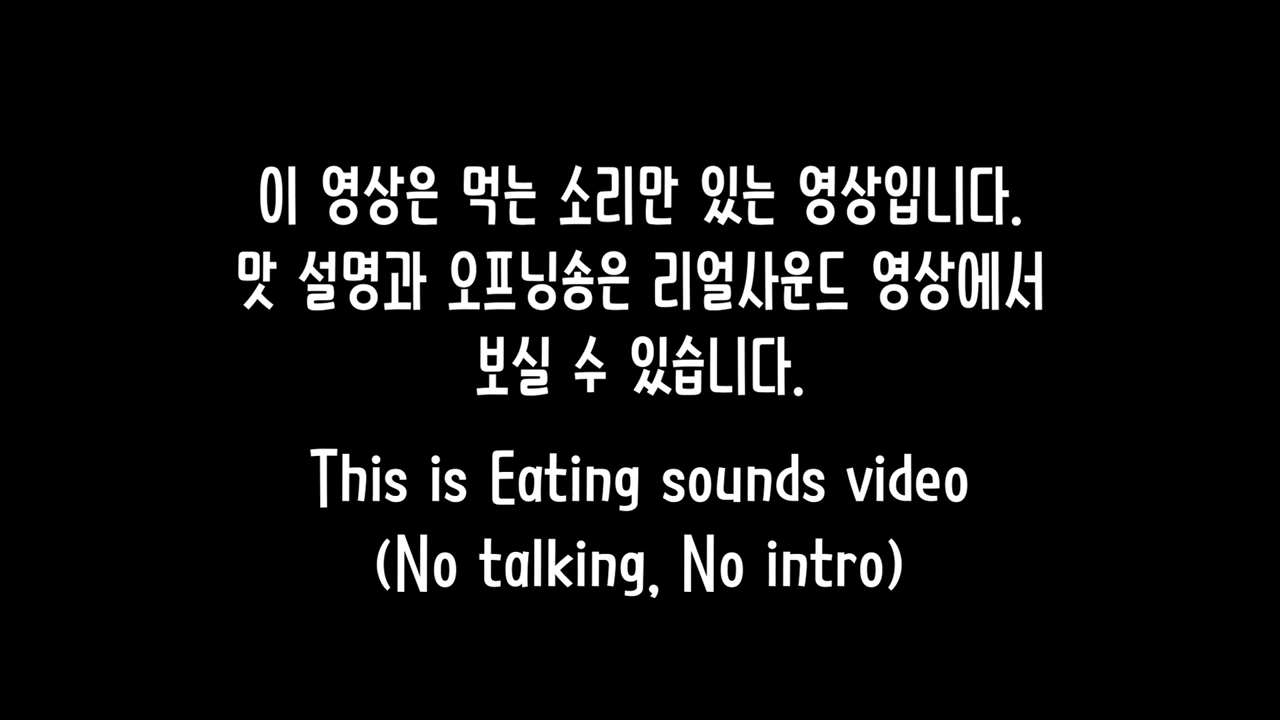 이 영상은 먹는 소리만 있는 영상입니다.
맛 설명과 오프닝송은 리얼사운드 영상에서
보실 수 있습니다.
This is Eating sounds video
(No talking, No intro)